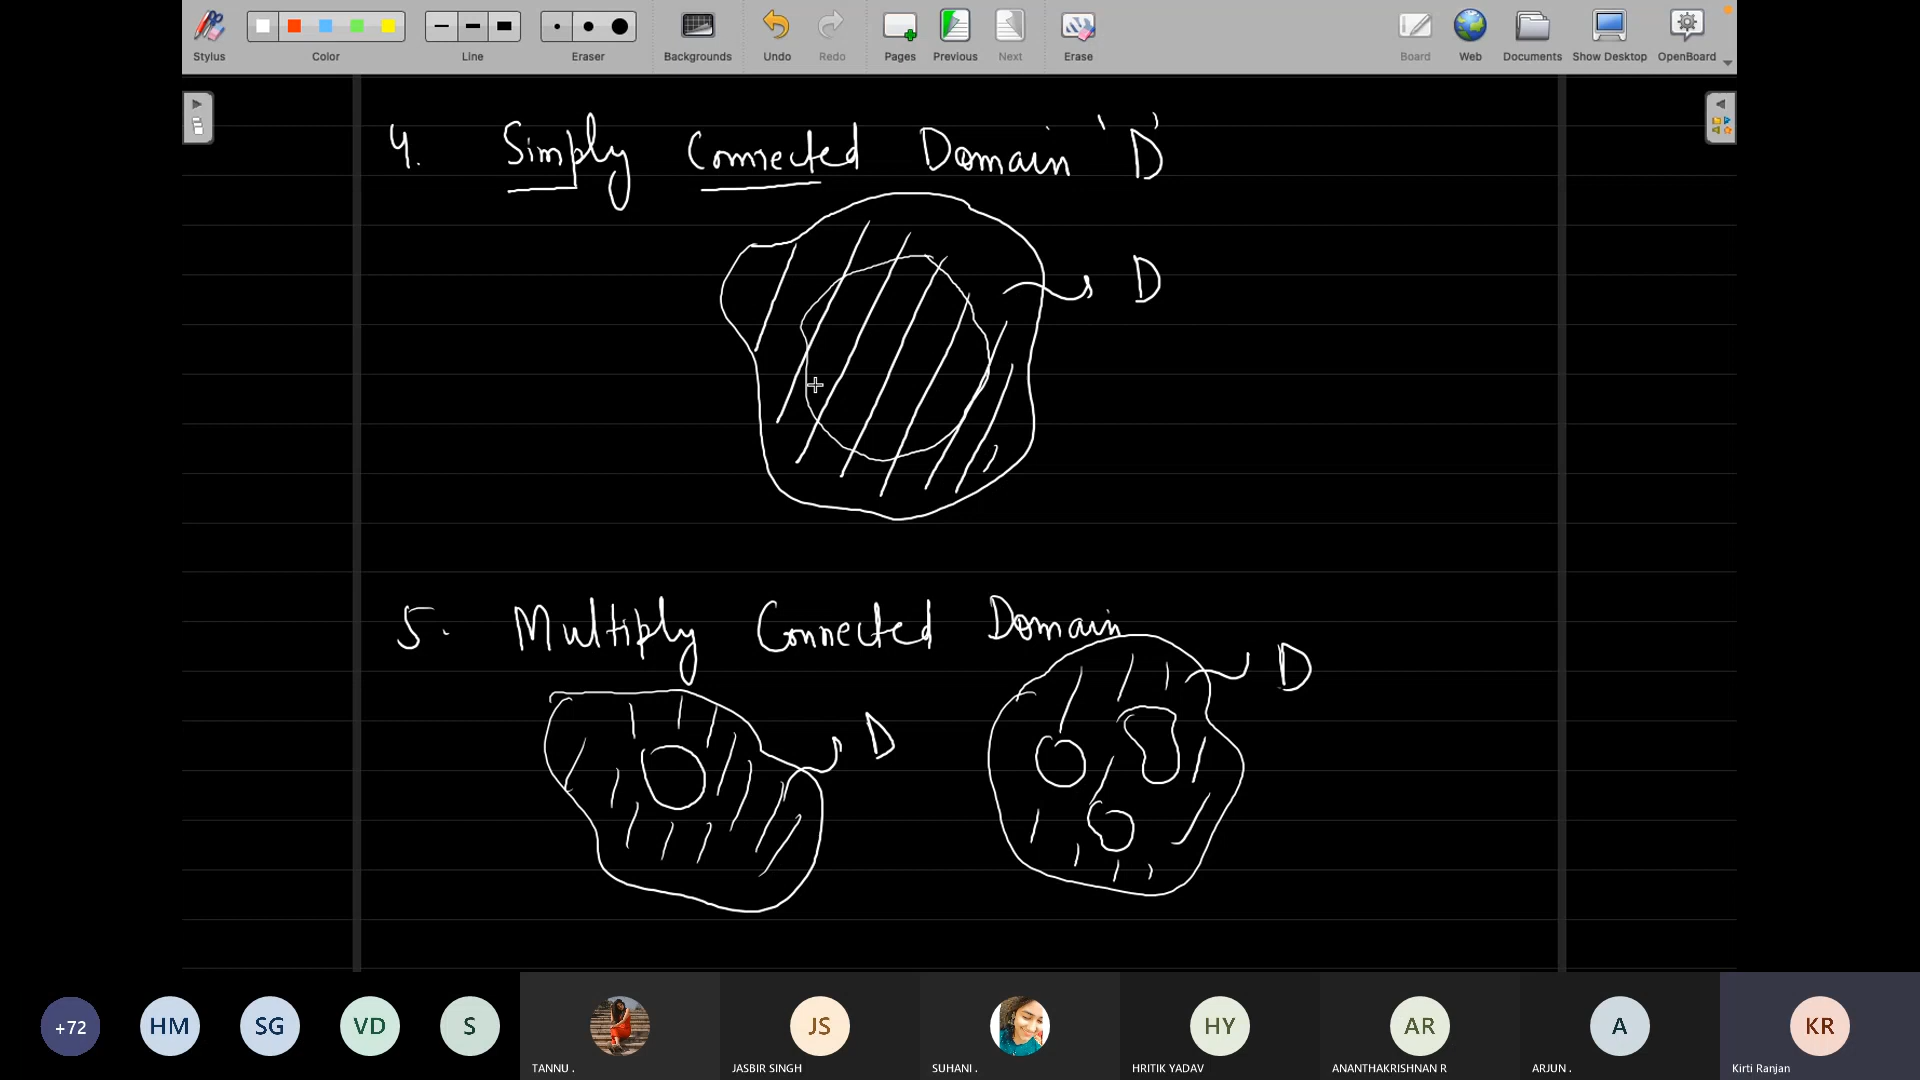 Stylus Color Line Eraser Backgrounds Undo Redo Pages Previous Next Erase Board Web Documents Show Desktop OpenBoard
4. Simply Connected Domain 'D'
D
5. Multiply Connected Domain
D
D
+72 HM SG VD S JS HY AR A KR
TANNU . JASBIR SINGH SUHANI . HRITIK YADAV ANANTHAKRISHNAN R ARJUN . Kirti Ranjan